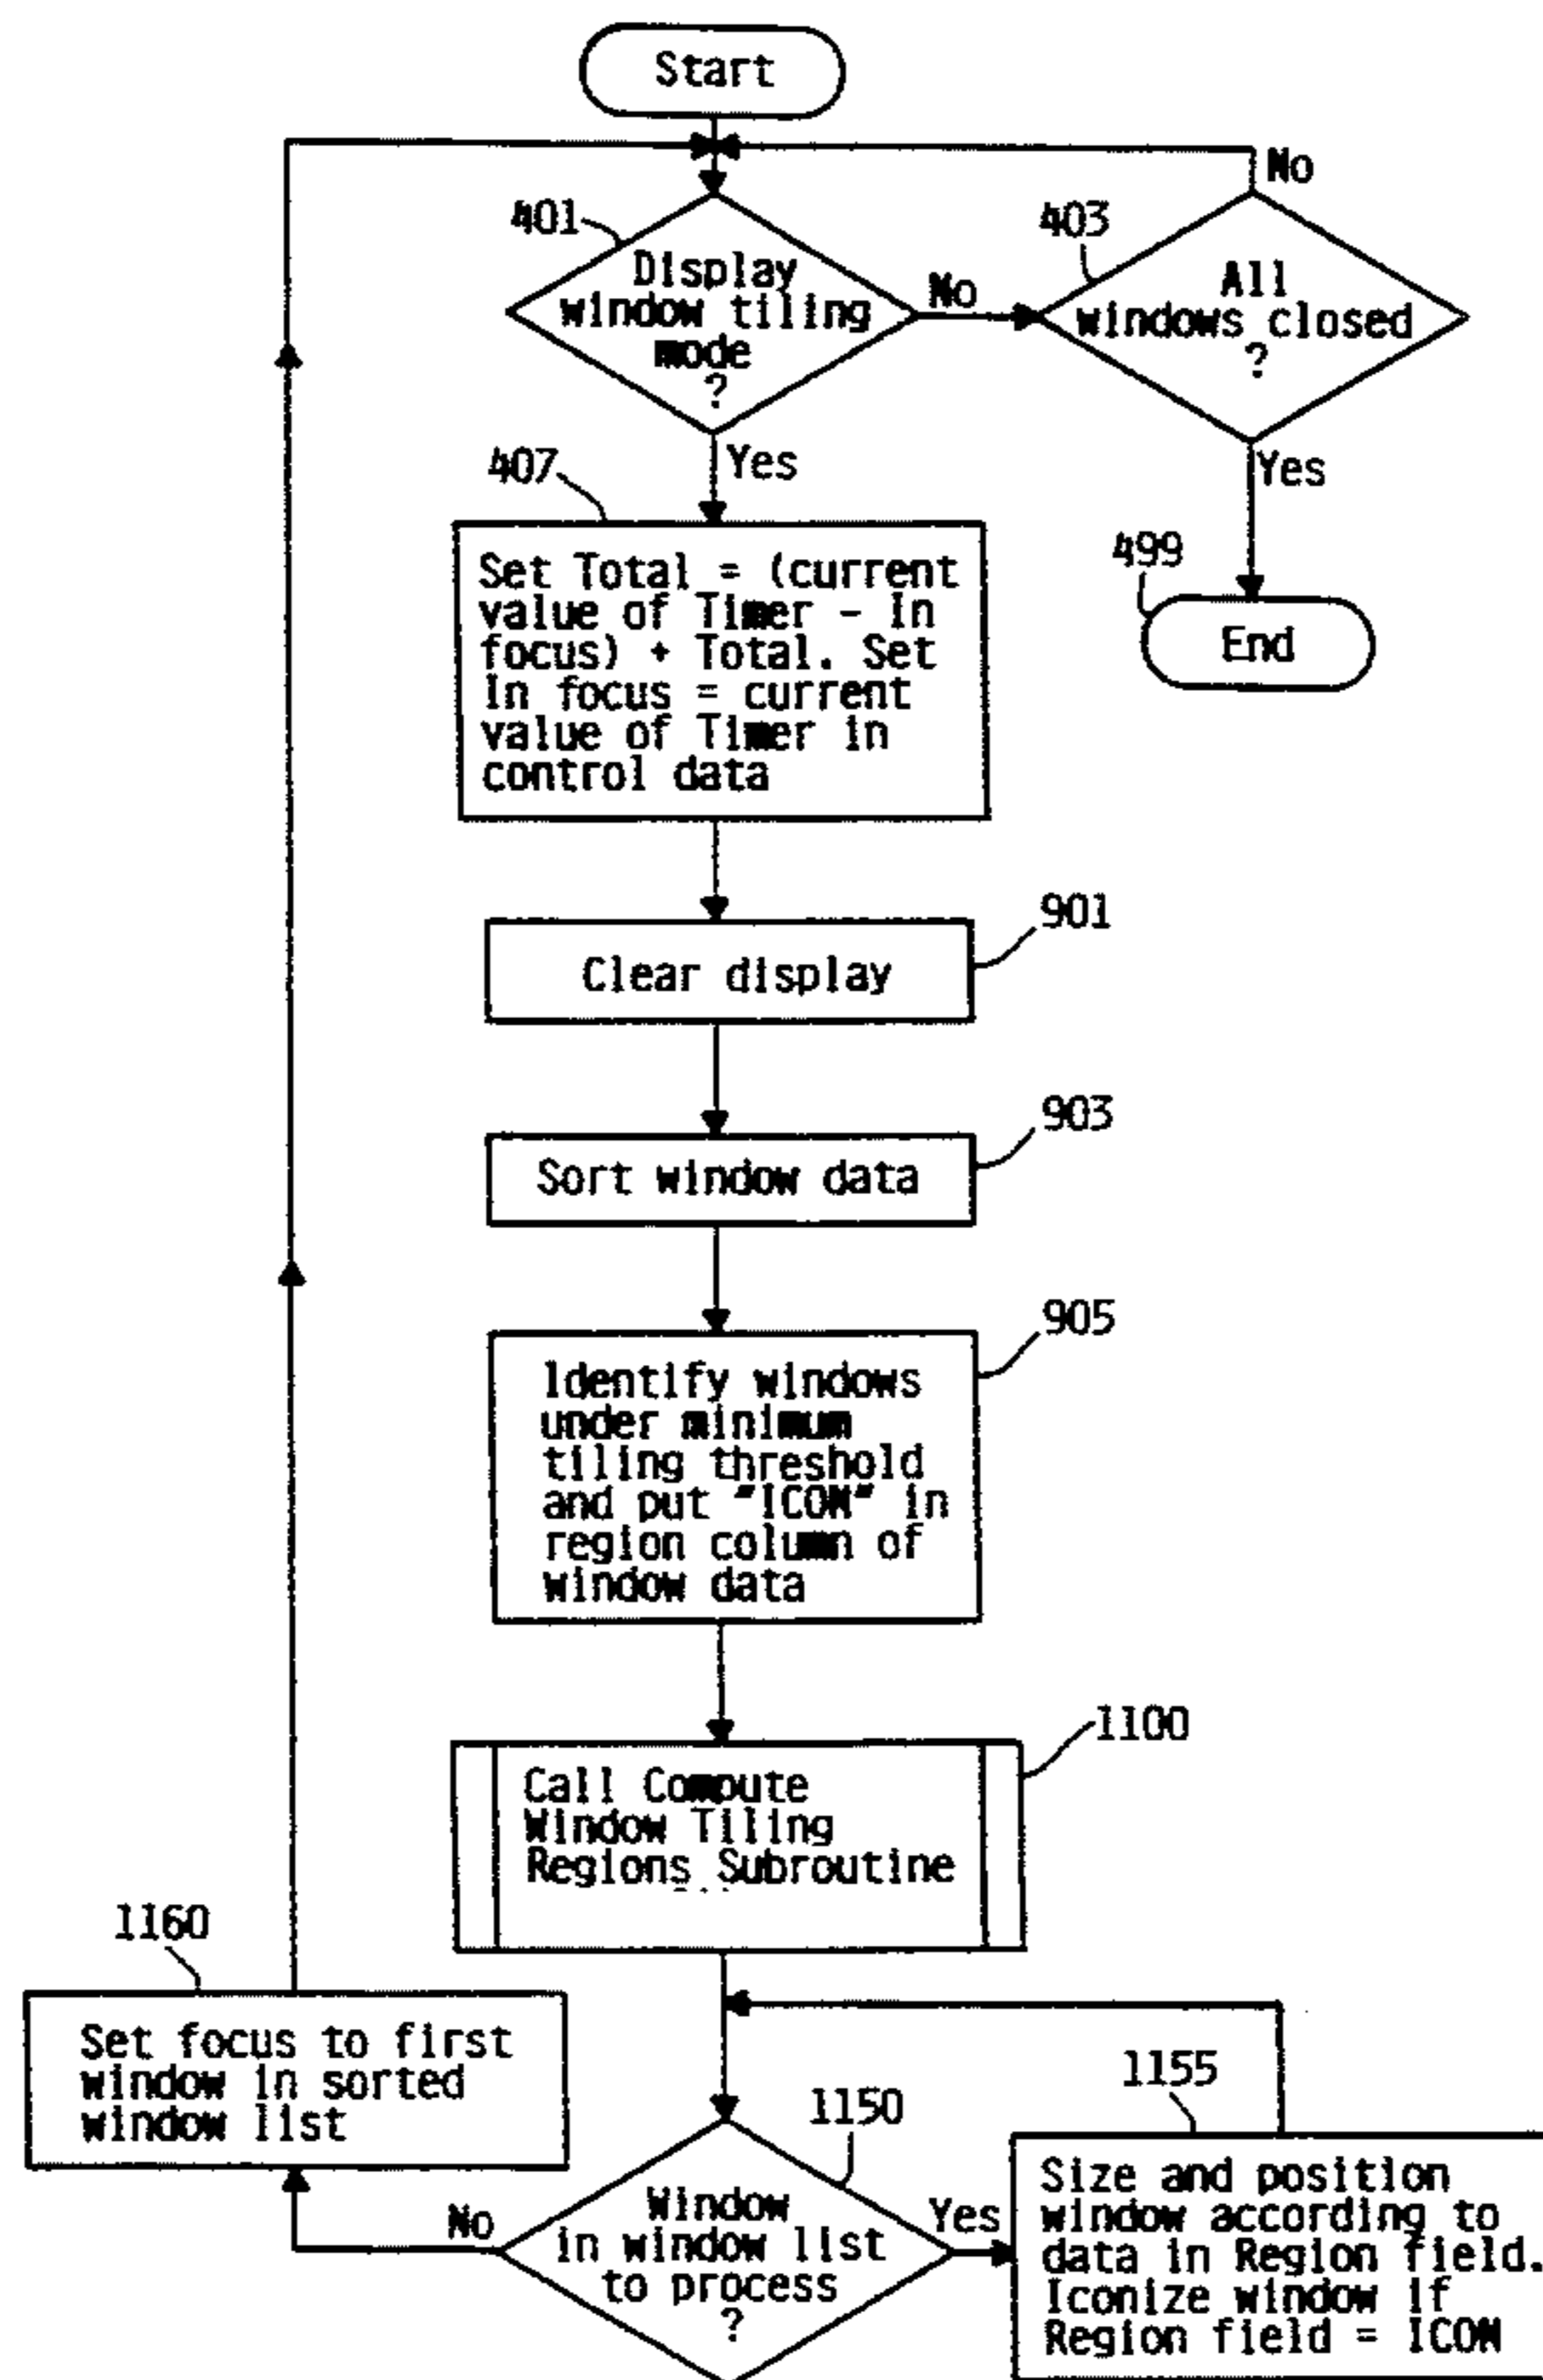 Start
No
401
403
Display
window tiling
mode
?
No
All
windows closed
?
407
Yes
Yes
499
End
Set Total = (current
value of Timer - In
focus) + Total. Set
In focus = current
value of Timer in
control data
901
Clear display
903
Sort window data
905
Identify windows
under minimum
tiling threshold
and put "ICON" in
region column of
window data
1100
Call Compute
Window Tiling
Regions Subroutine
1160
Set focus to first
window in sorted
window list
1150
1155
No
Window
in window list
to process
?
Yes
Size and position
window according to
data in Region field.
Iconize window if
Region field = ICON